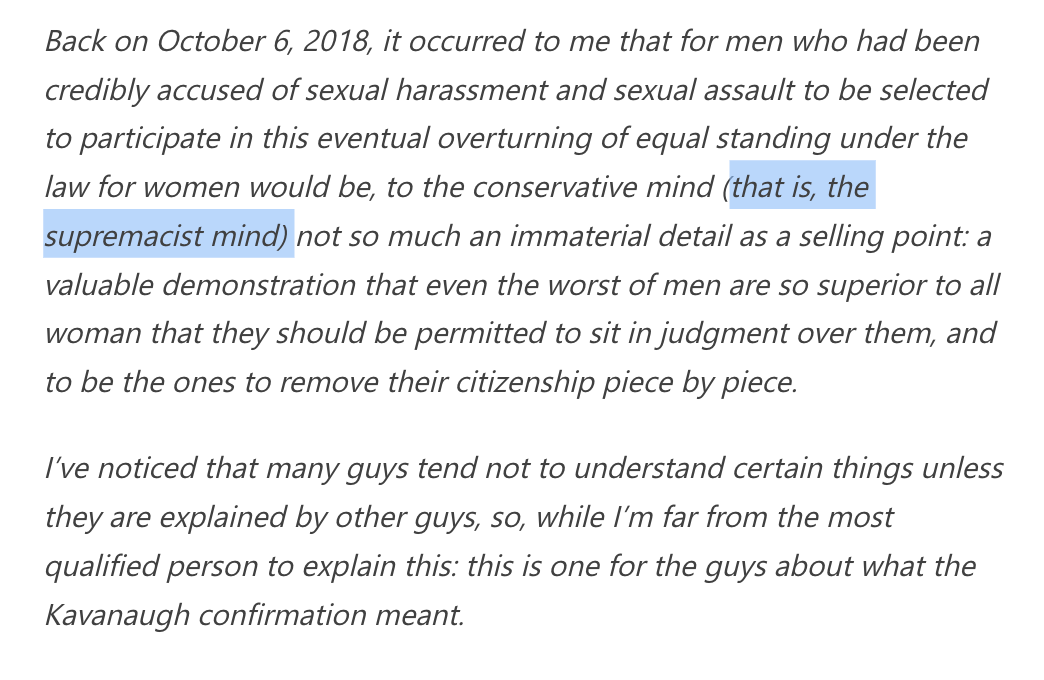 Back on October 6, 2018, it occurred to me that for men who had been
credibly accused of sexual harassment and sexual assault to be selected
to participate in this eventual overturning of equal standing under the
law for women would be, to the conservative mind (that is, the
supremacist mind) not so much an immaterial detail as a selling point: a
valuable demonstration that even the worst of men are so superior to all
woman that they should be permitted to sit in judgment over them, and
to be the ones to remove their citizenship piece by piece.
I’ve noticed that many guys tend not to understand certain things unless
they are explained by other guys, so, while I’m far from the most
qualified person to explain this: this is one for the guys about what the
Kavanaugh confirmation meant.